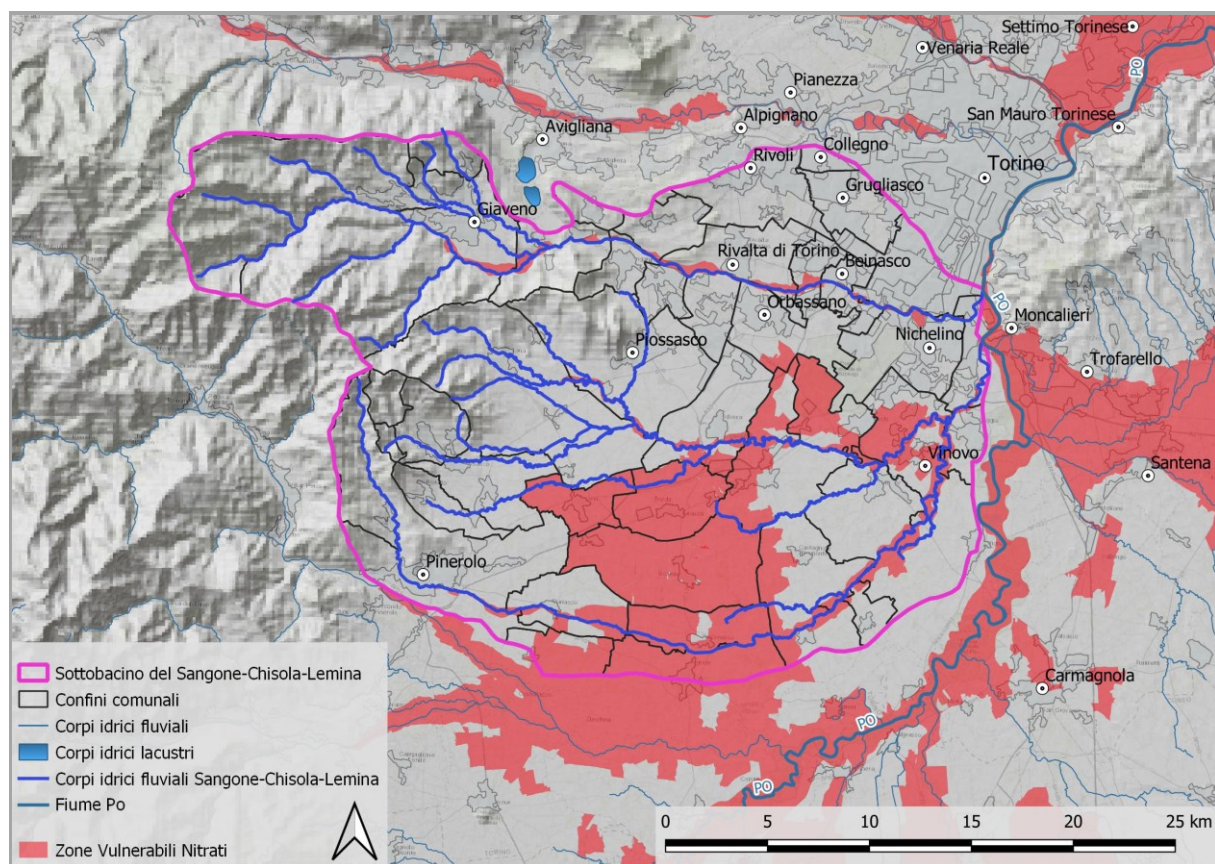 Settimo Torinese
Venaria Reale
PO
Pianezza
San Mauro Torinese
Alpignano
Avigliana
Collegno
Rivoli
Torino
Grugliasco
Giaveno
Rivalta di Torino
Beinasco
PO
Orbassano
Moncalieri
Nichelino
Piossasco
Trofarello
Vinovo
Santena
Pinerolo
Carmagnola
PO
PO
Sottobacino del Sangone-Chisola-Lemina
Confini comunali
Corpi idrici fluviali
Corpi idrici lacustri
Corpi idrici fluviali Sangone-Chisola-Lemina
Fiume Po
Zone Vulnerabili Nitrati
0 5 10 15 20 25 km